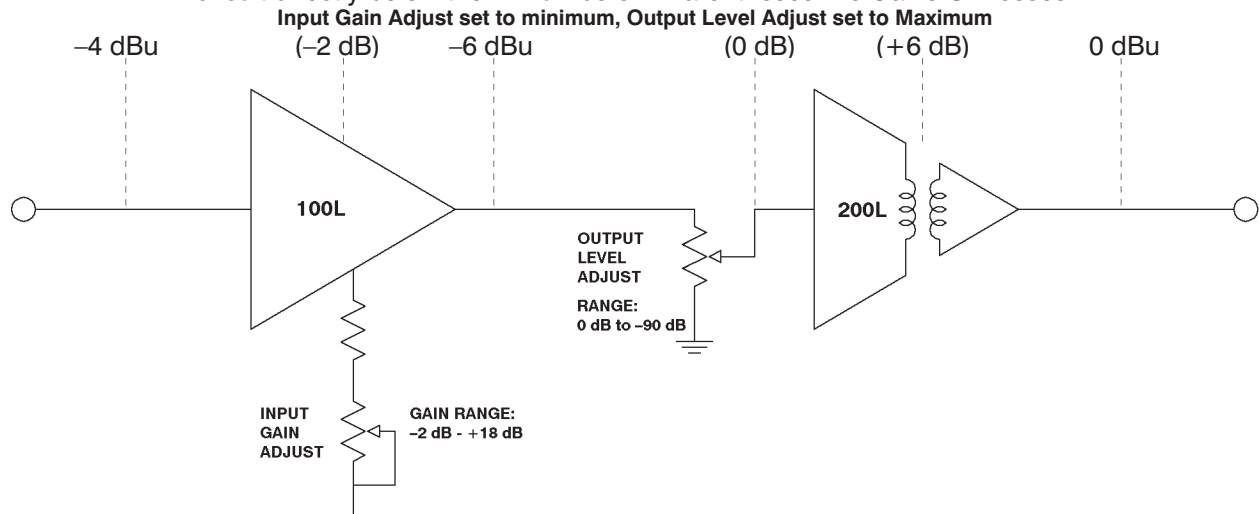 Input Gain Adjust set to minimum, Output Level Adjust set to Maximum
–4 dBu (–2 dB) –6 dBu (0 dB) (+6 dB) 0 dBu
100L
200L
OUTPUT
LEVEL
ADJUST
RANGE:
0 dB to –90 dB
INPUT
GAIN
ADJUST
GAIN RANGE:
–2 dB - +18 dB